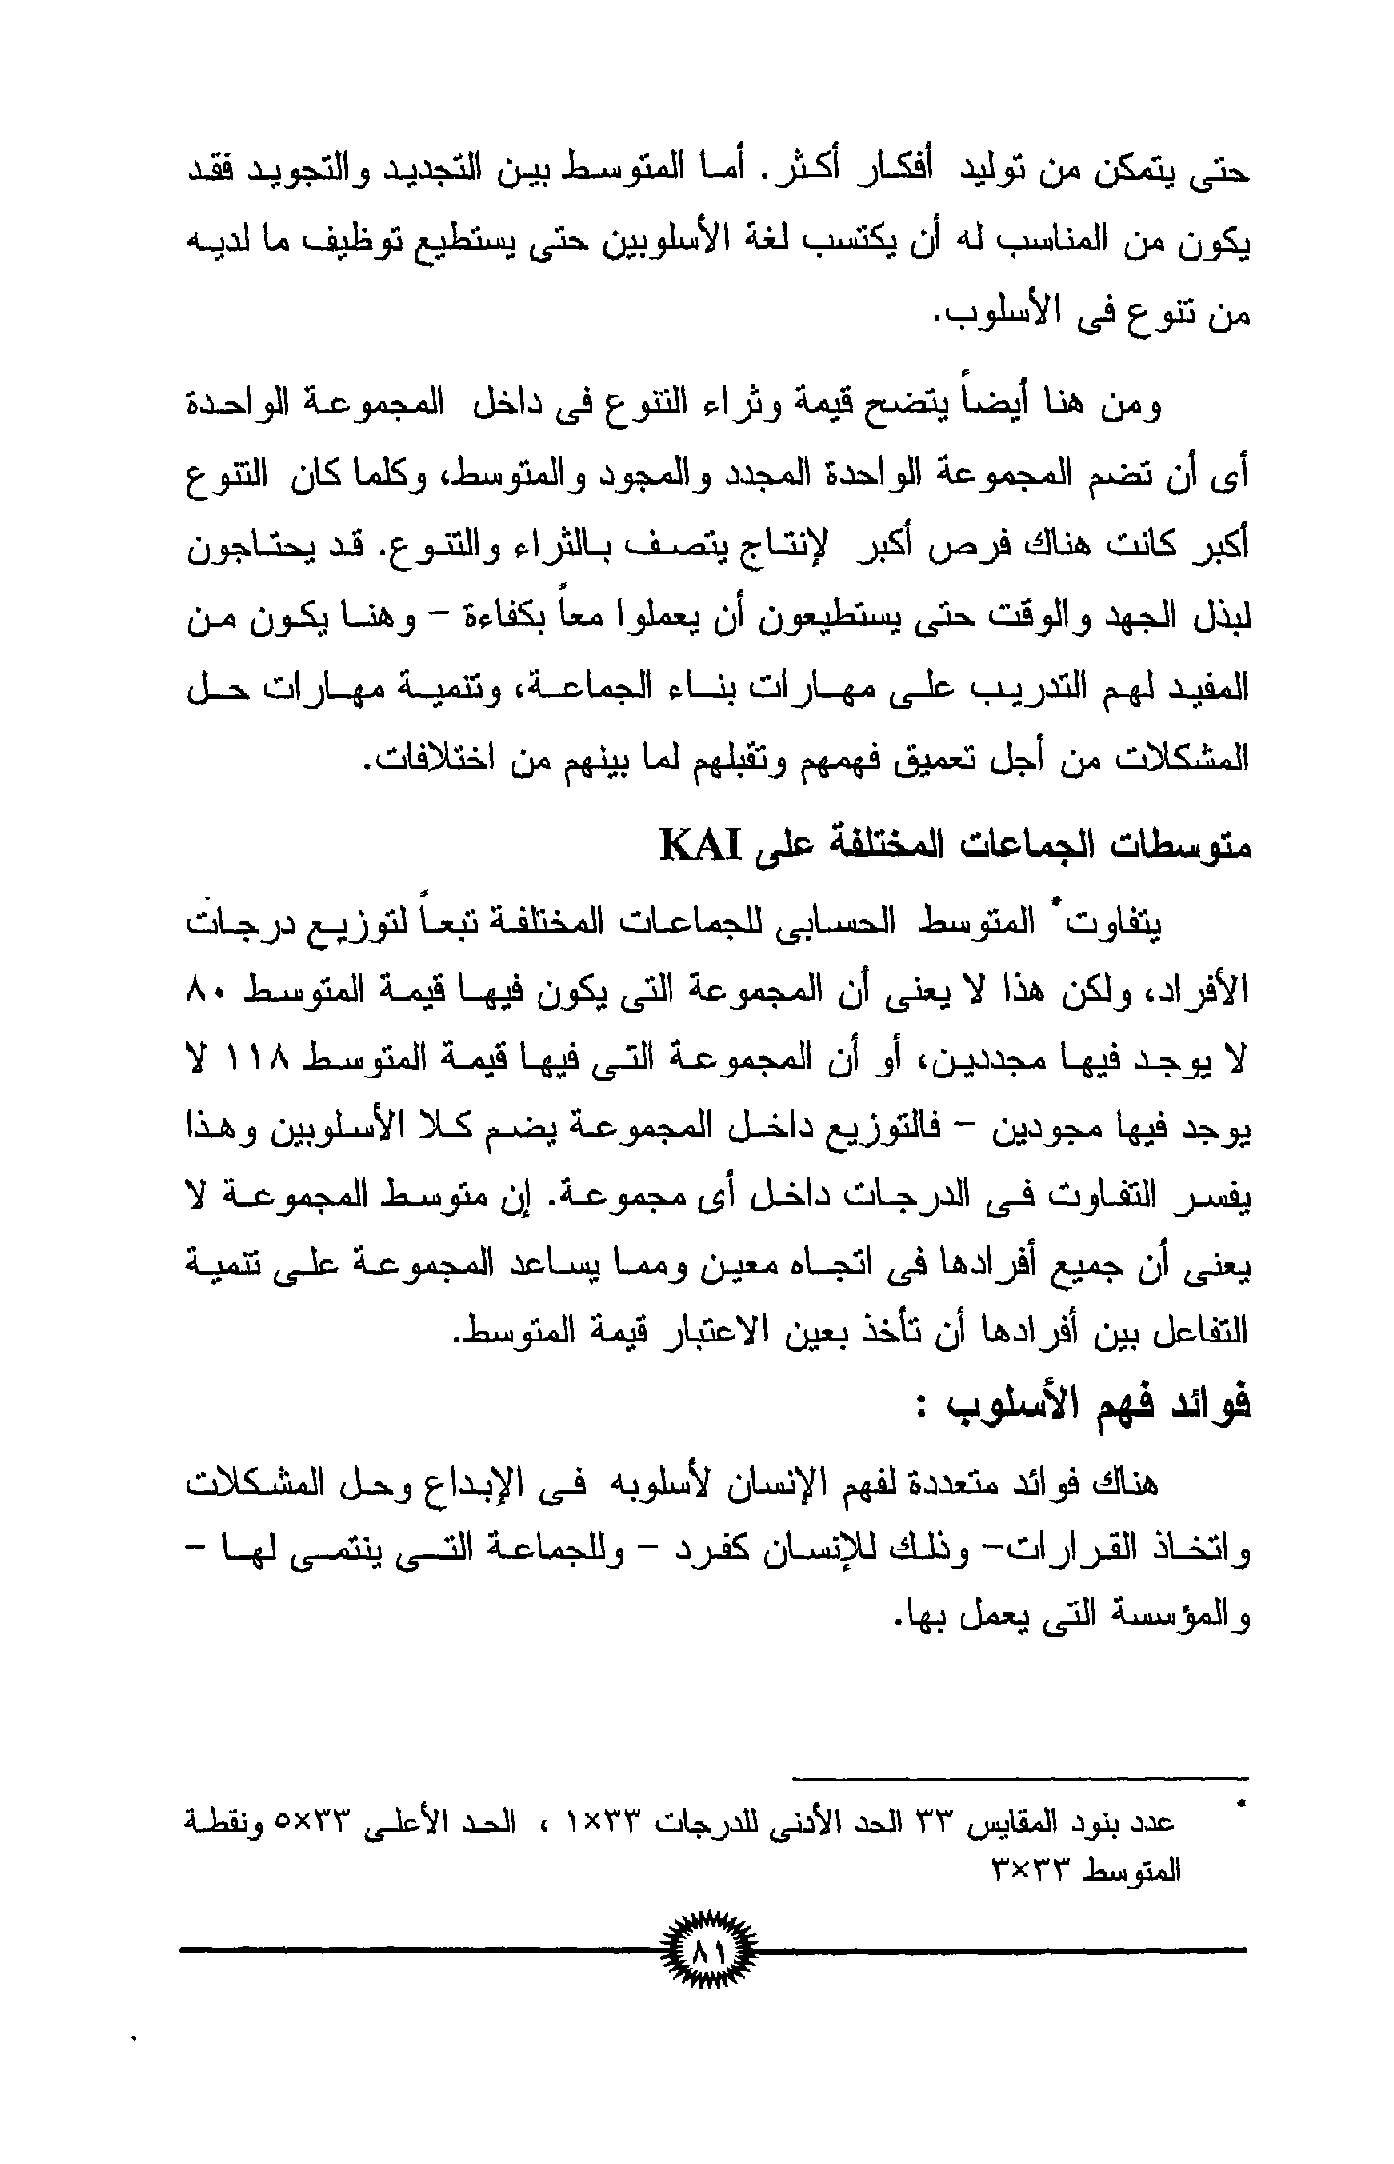 حتى يتمكن من توليد أفكار أكثر. أما المتوسط بين التجديد والتجويد فقد
يكون من المناسب له أن يكتسب لغة الأسلوبين حتى يستطيع توظيف ما لديه
من تنوع فى الأسلوب.
ومن هنا أيضاً يتضح قيمة وثراء التنوع فى داخل المجموعة الواحدة
أى أن تضم المجموعة الواحدة المجدد والمجود والمتوسط، وكلما كان التنوع
أكبر كانت هناك فرص أكبر لإنتاج يتصف بالثراء والتنوع. قد يحتاجون
لبذل الجهد والوقت حتى يستطيعون أن يعملوا معاً بكفاءة - وهنا يكون من
المفيد لهم التدريب على مهارات بناء الجماعة، وتنمية مهارات حل
المشكلات من أجل تعميق فهمهم وتقبلهم لما بينهم من اختلافات.
متوسطات الجماعات المختلفة على KAI
يتفاوت* المتوسط الحسابى للجماعات المختلفة تبعاً لتوزيع درجات
الأفراد، ولكن هذا لا يعنى أن المجموعة التى يكون فيها قيمة المتوسط ٨٠
لا يوجد فيها مجددين، أو أن المجموعة التى فيها قيمة المتوسط ١١٨ لا
يوجد فيها مجودين - فالتوزيع داخل المجموعة يضم كلا الأسلوبين وهذا
يفسر التفاوت فى الدرجات داخل أى مجموعة. إن متوسط المجموعة لا
يعنى أن جميع أفرادها فى اتجاه معين ومما يساعد المجموعة على تنمية
التفاعل بين أفرادها أن تأخذ بعين الاعتبار قيمة المتوسط.
فوائد فهم الأسلوب :
هناك فوائد متعددة لفهم الإنسان لأسلوبه فى الإبداع وحل المشكلات
واتخاذ القرارات- وذلك للإنسان كفرد - وللجماعة التى ينتمى لها -
والمؤسسة التى يعمل بها.
* عدد بنود المقايس ٣٣ الحد الأدنى للدرجات ٣٣×١ ، الحد الأعلى ٣٣×٥ ونقطة
المتوسط ٣٣×٣
٨١